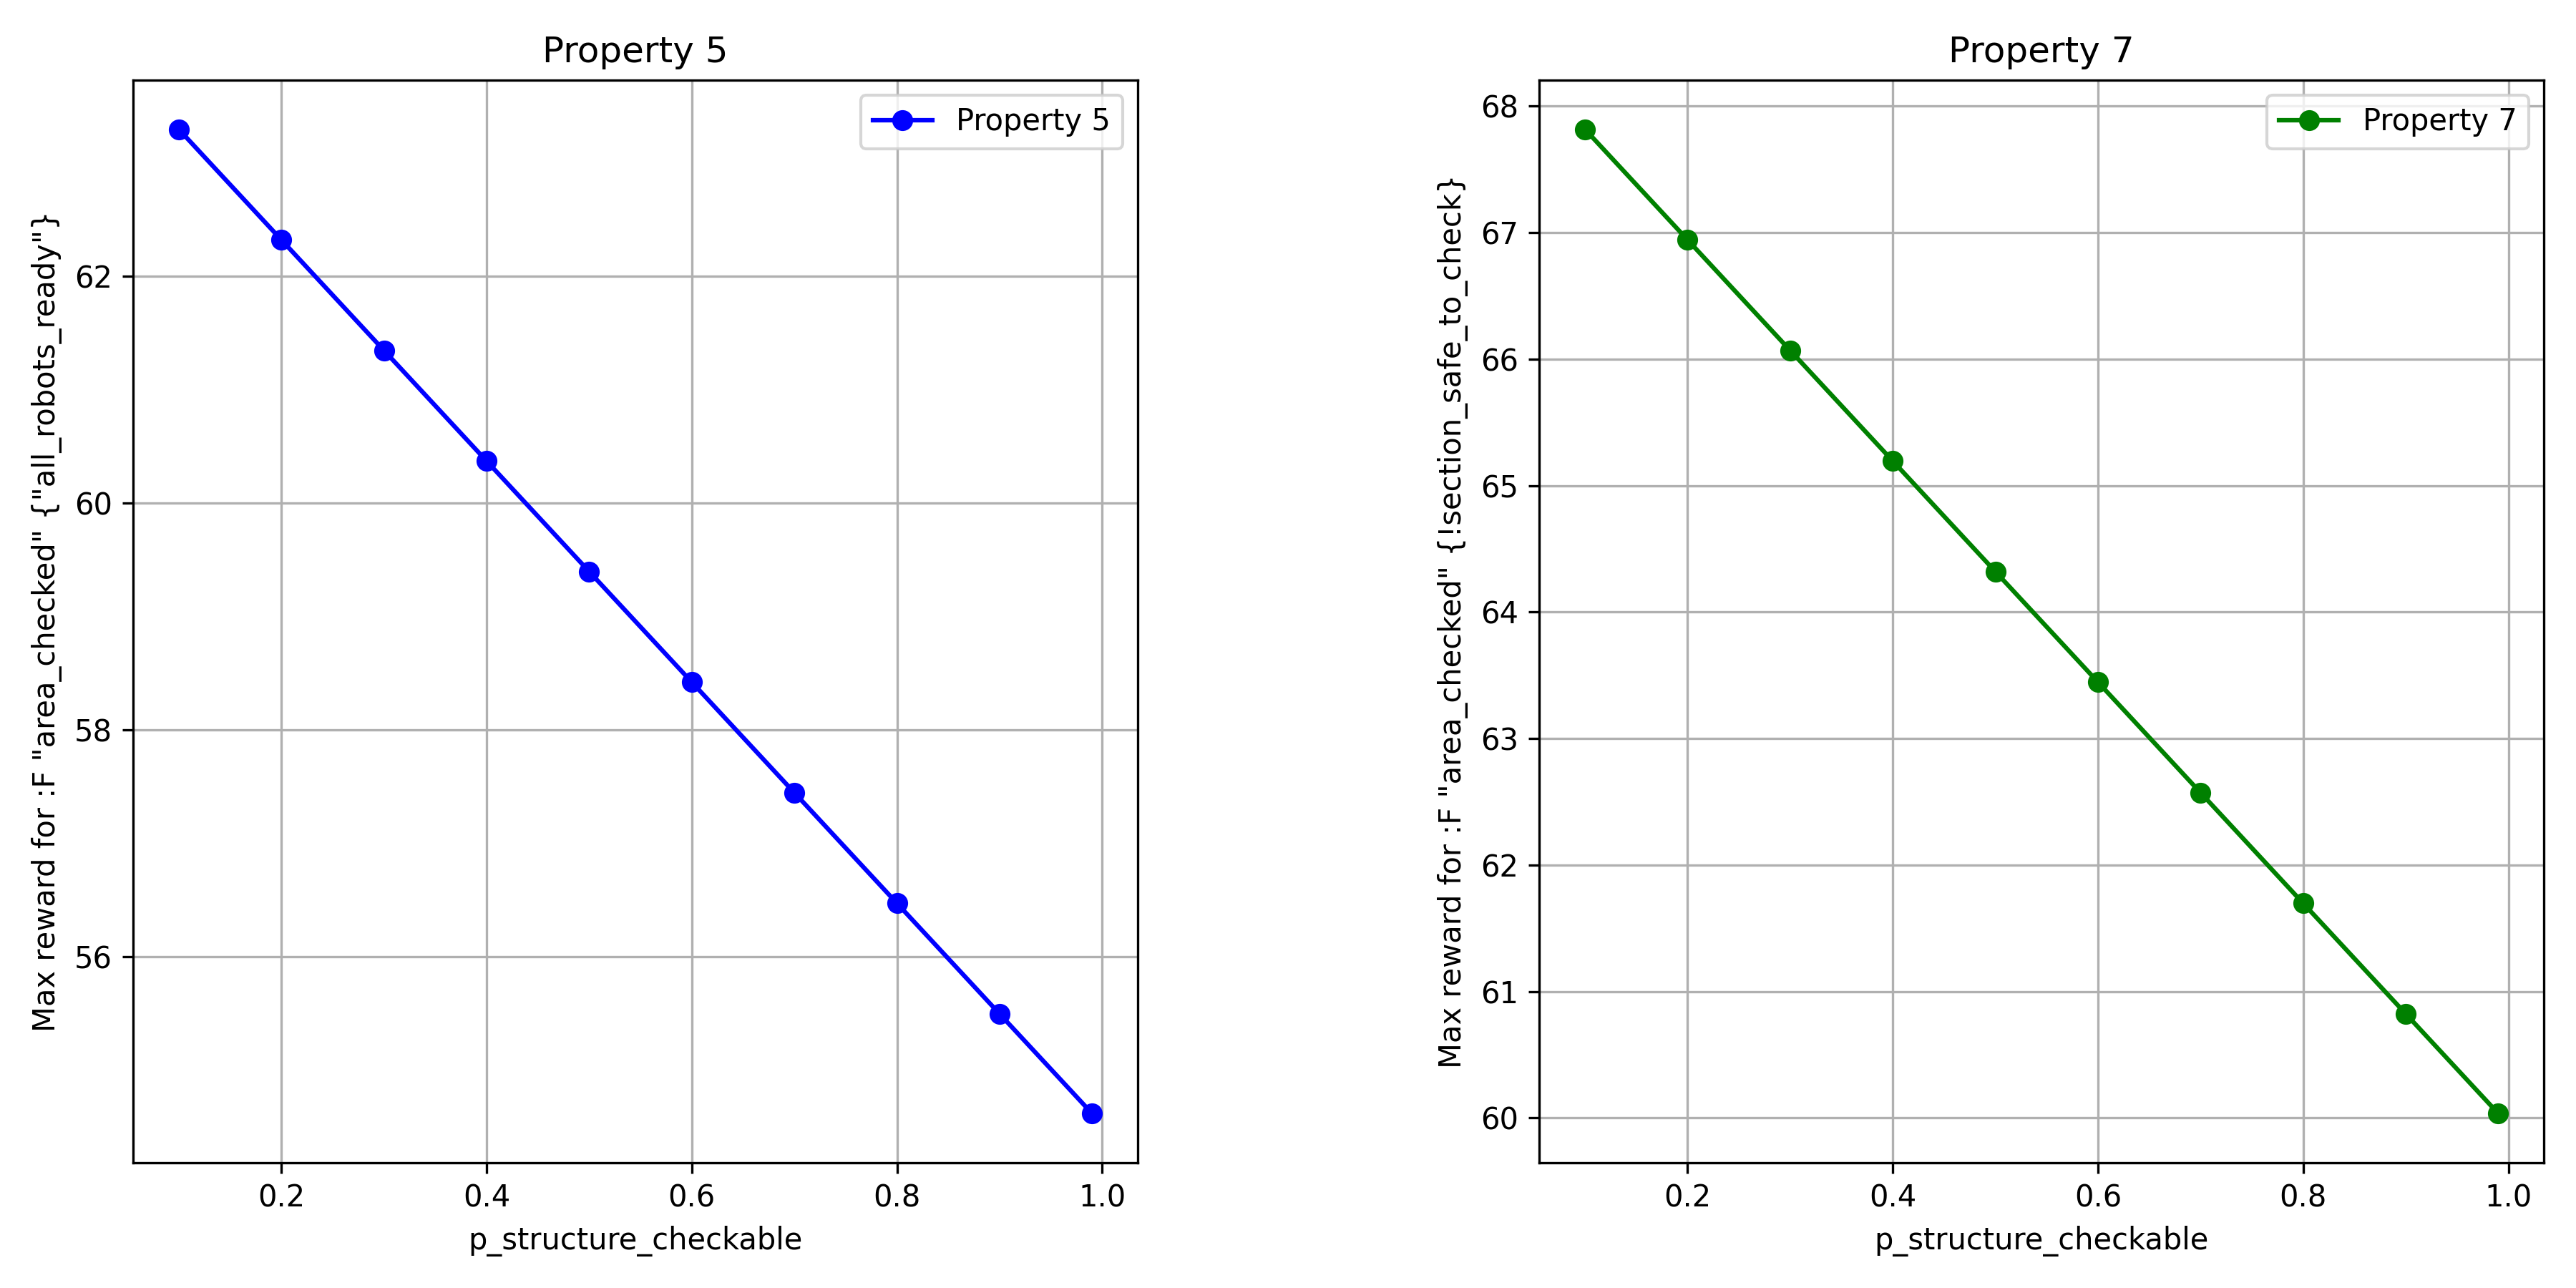 Property 5
Property 5
Max reward for :F "area_checked" {"all_robots_ready"}
62
60
58
56
0.2 0.4 0.6 0.8 1.0
p_structure_checkable
Property 7
Property 7
Max reward for :F "area_checked" {!section_safe_to_check}
68
67
66
65
64
63
62
61
60
0.2 0.4 0.6 0.8 1.0
p_structure_checkable